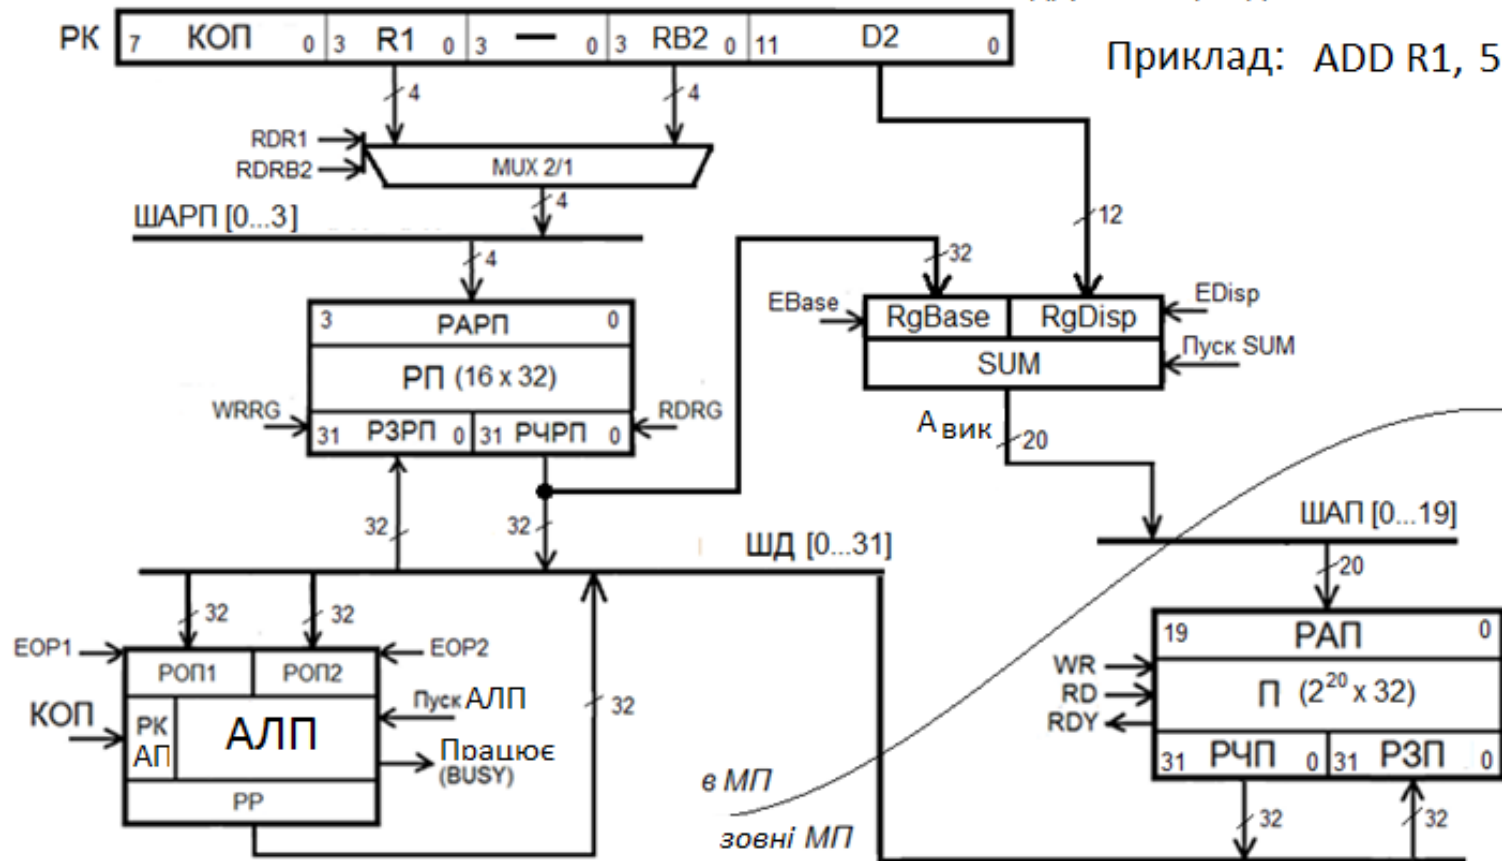 РК 7 КОП 0 3 R1 0 3 — 0 3 RB2 0 11 D2 0
Приклад: ADD R1, 5
4 4
RDR1
RDRB2
MUX 2/1
4
12
ШАРП [0...3]
4
32
3 РАРП 0
EBase
RgBase RgDisp
EDisp
РП (16 x 32)
SUM
Пуск SUM
WRRG
31 РЗРП 0 31 РЧРП 0
RDRG
А вик
20
32 32
ШД [0...31]
ШАП [0...19]
20
32 32
EOP1
РОП1 РОП2
EOP2
19 РАП 0
КОП
РК АП
АЛП
Пуск АЛП
32
WR
RD
RDY
П (2²⁰ x 32)
Працює
(BUSY)
31 РЧП 0 31 РЗП 0
РР
в МП
зовні МП
32 32